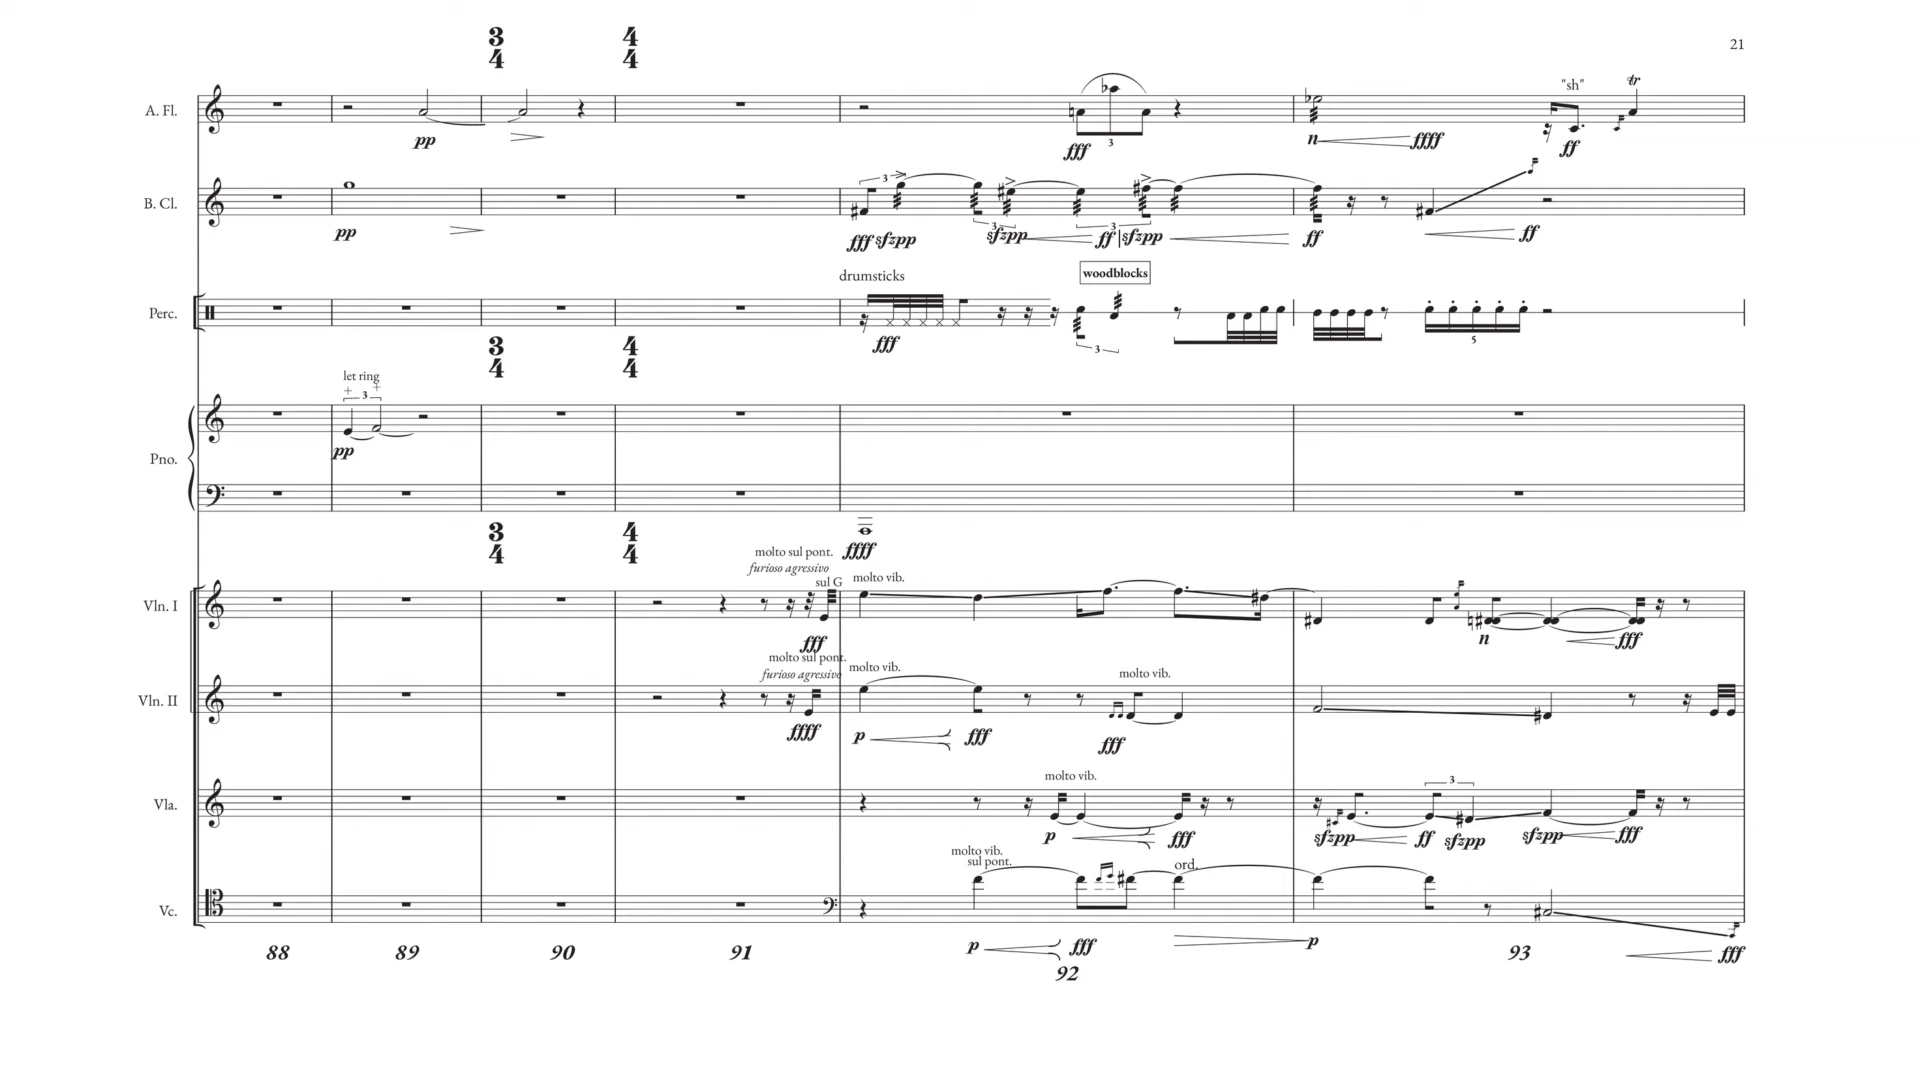 21
3 4
4 4
"sh"
tr
A. Fl.
pp
fff
3
n
ffff
ff
3
B. Cl.
pp
fff sfzpp
3
sfzpp
ff
3
sfzpp
ff
ff
drumsticks
woodblocks
Perc.
fff
3
5
3 4
4 4
let ring
+ 3 +
pp
Pno.
3 4
4 4
molto sul pont.
ffff
furioso agressivo
sul G
molto vib.
Vln. I
fff
n
fff
molto sul pont.
furioso agressivo
molto vib.
molto vib.
Vln. II
ffff
p
fff
fff
molto vib.
3
Vla.
p
fff
sfzpp
ff
sfzpp
sfzpp
fff
molto vib.
sul pont.
ord.
Vc.
p
fff
p
fff
88
89
90
91
92
93